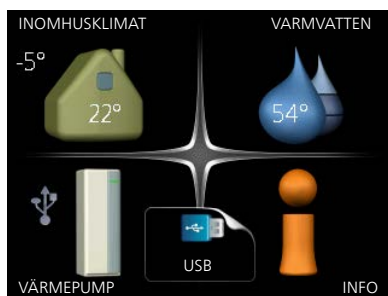 INOMHUSKLIMAT
VARMVATTEN
-5°
22°
54°
USB
VÄRMEPUMP
INFO